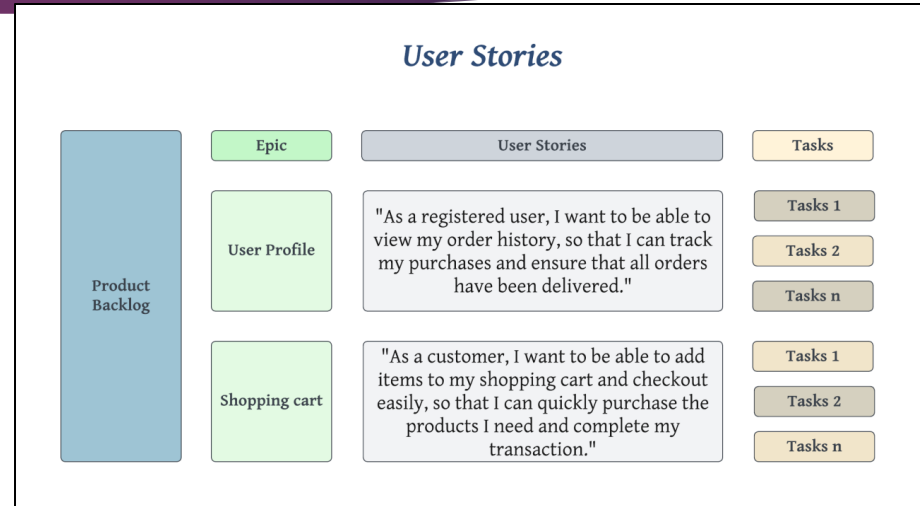 User Stories
Epic
User Stories
Tasks
Product
Backlog
User Profile
"As a registered user, I want to be able to
view my order history, so that I can track
my purchases and ensure that all orders
have been delivered."
Tasks 1
Tasks 2
Tasks n
Shopping cart
"As a customer, I want to be able to add
items to my shopping cart and checkout
easily, so that I can quickly purchase the
products I need and complete my
transaction."
Tasks 1
Tasks 2
Tasks n